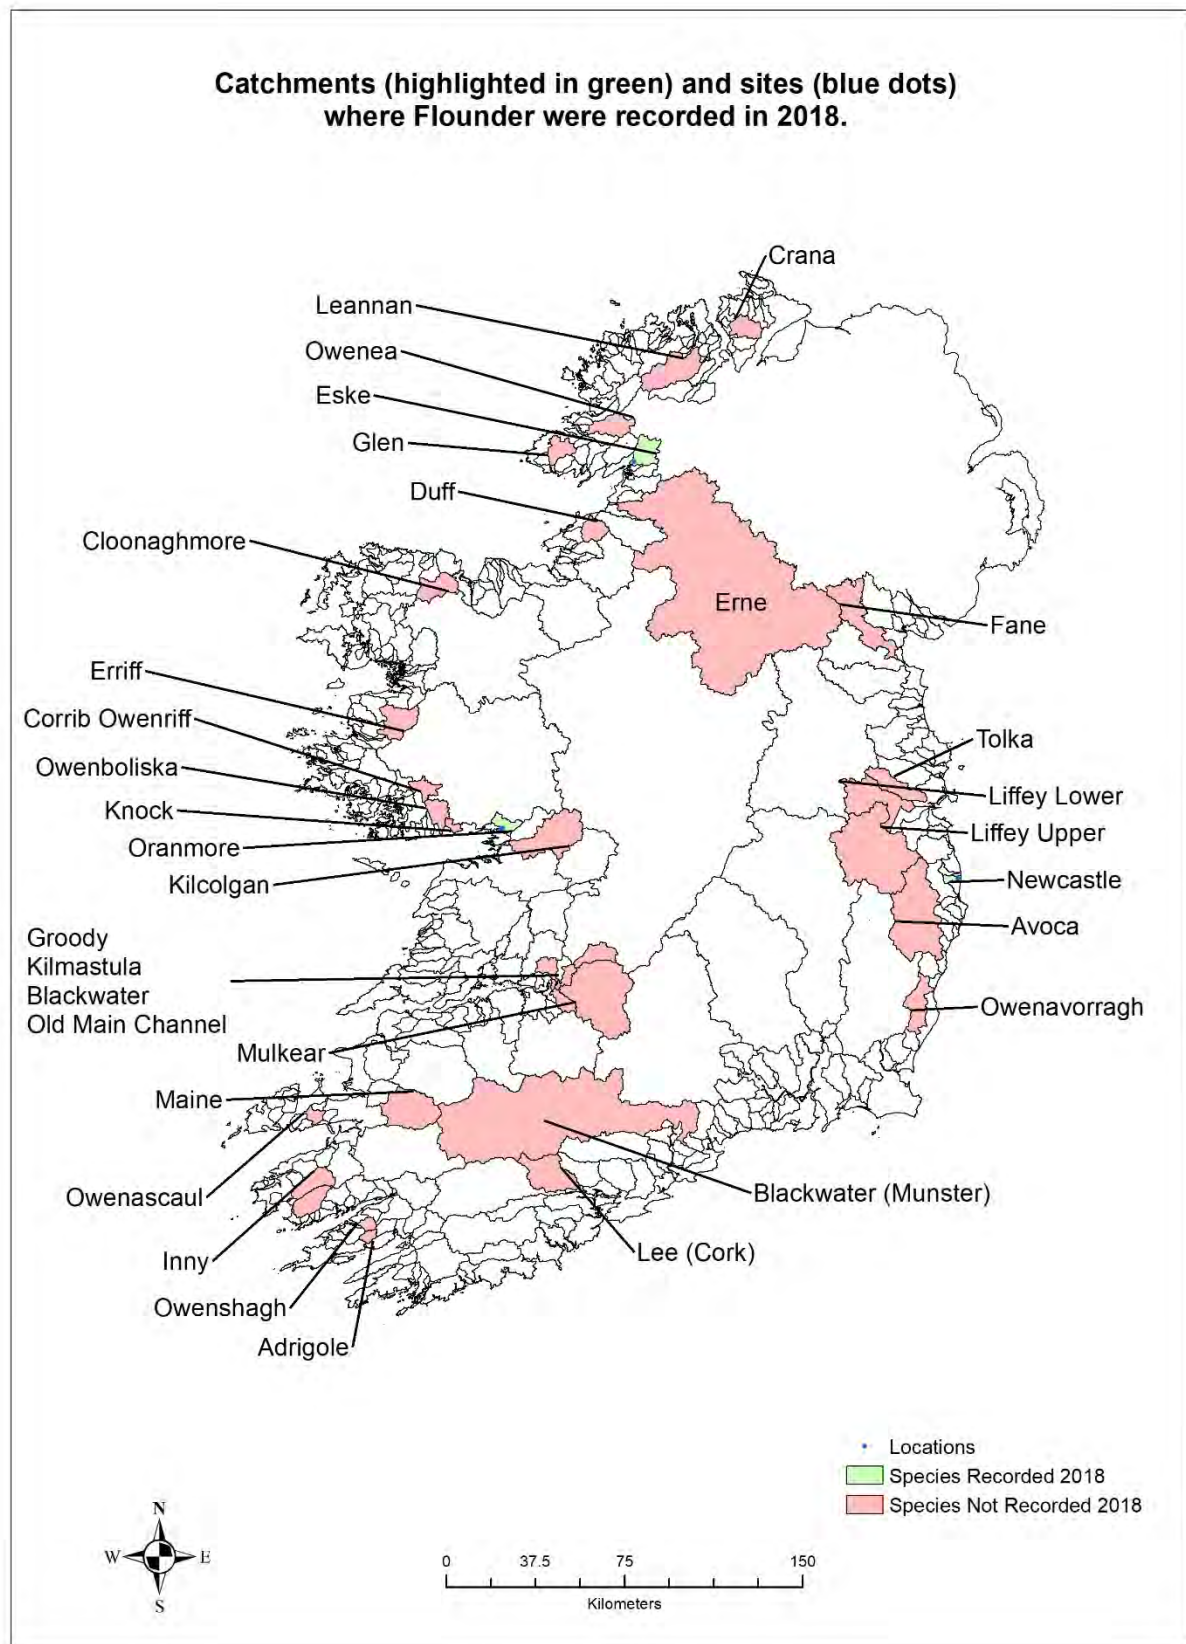 Catchments (highlighted in green) and sites (blue dots)
where Flounder were recorded in 2018.
Crana
Leannan
Owenea
Eske
Glen
Duff
Cloonaghmore
Erne
Fane
Erriff
Corrib Owenriff
Tolka
Owenboliska
Liffey Lower
Knock
Liffey Upper
Oranmore
Kilcolgan
Newcastle
Avoca
Groody
Kilmastula
Blackwater
Old Main Channel
Owenavorragh
Mulkear
Maine
Owenascaul
Blackwater (Munster)
Inny
Lee (Cork)
Owenshagh
Adrigole
Locations
Species Recorded 2018
Species Not Recorded 2018
N
W E
S
0 37.5 75 150
Kilometers